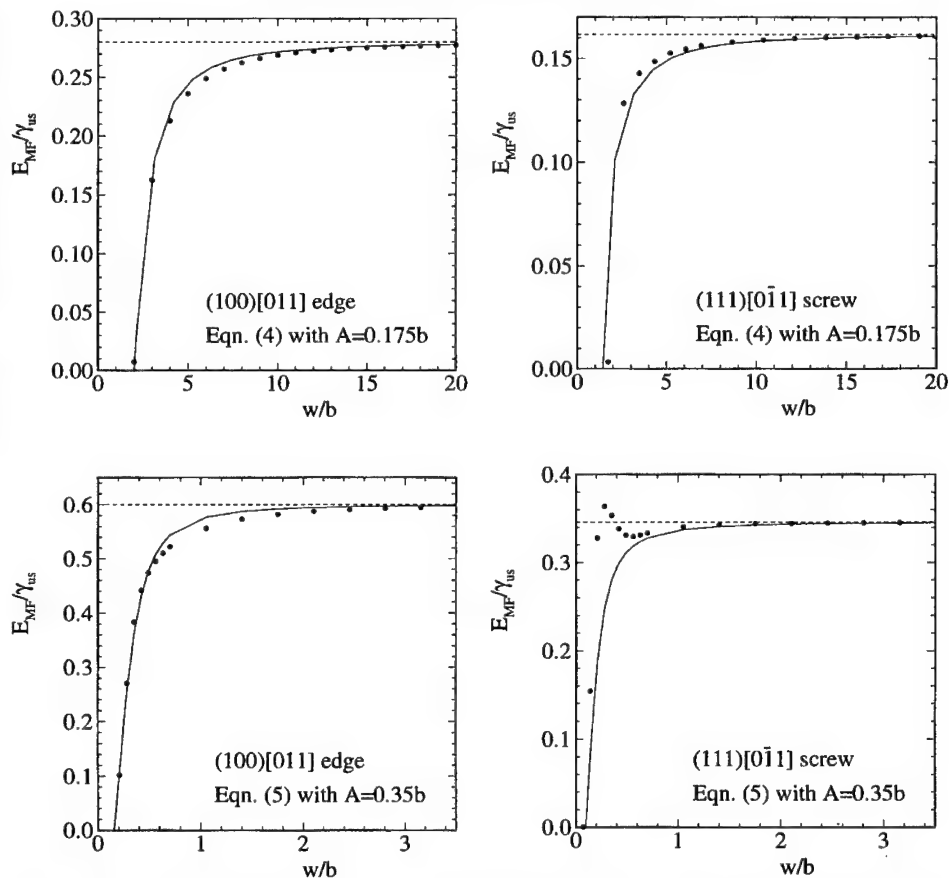 0.30
0.25
0.20
0.15
0.10
0.05
0.00
E_MF/γ_us
(100)[011] edge
Eqn. (4) with A=0.175b
0 5 10 15 20
w/b
0.15
0.10
0.05
0.00
E_MF/γ_us
(111)[01̄1] screw
Eqn. (4) with A=0.175b
0 5 10 15 20
w/b
0.6
0.5
0.4
0.3
0.2
0.1
0.0
E_MF/γ_us
(100)[011] edge
Eqn. (5) with A=0.35b
0 1 2 3
w/b
0.4
0.3
0.2
0.1
0.0
E_MF/γ_us
(111)[01̄1] screw
Eqn. (5) with A=0.35b
0 1 2 3
w/b